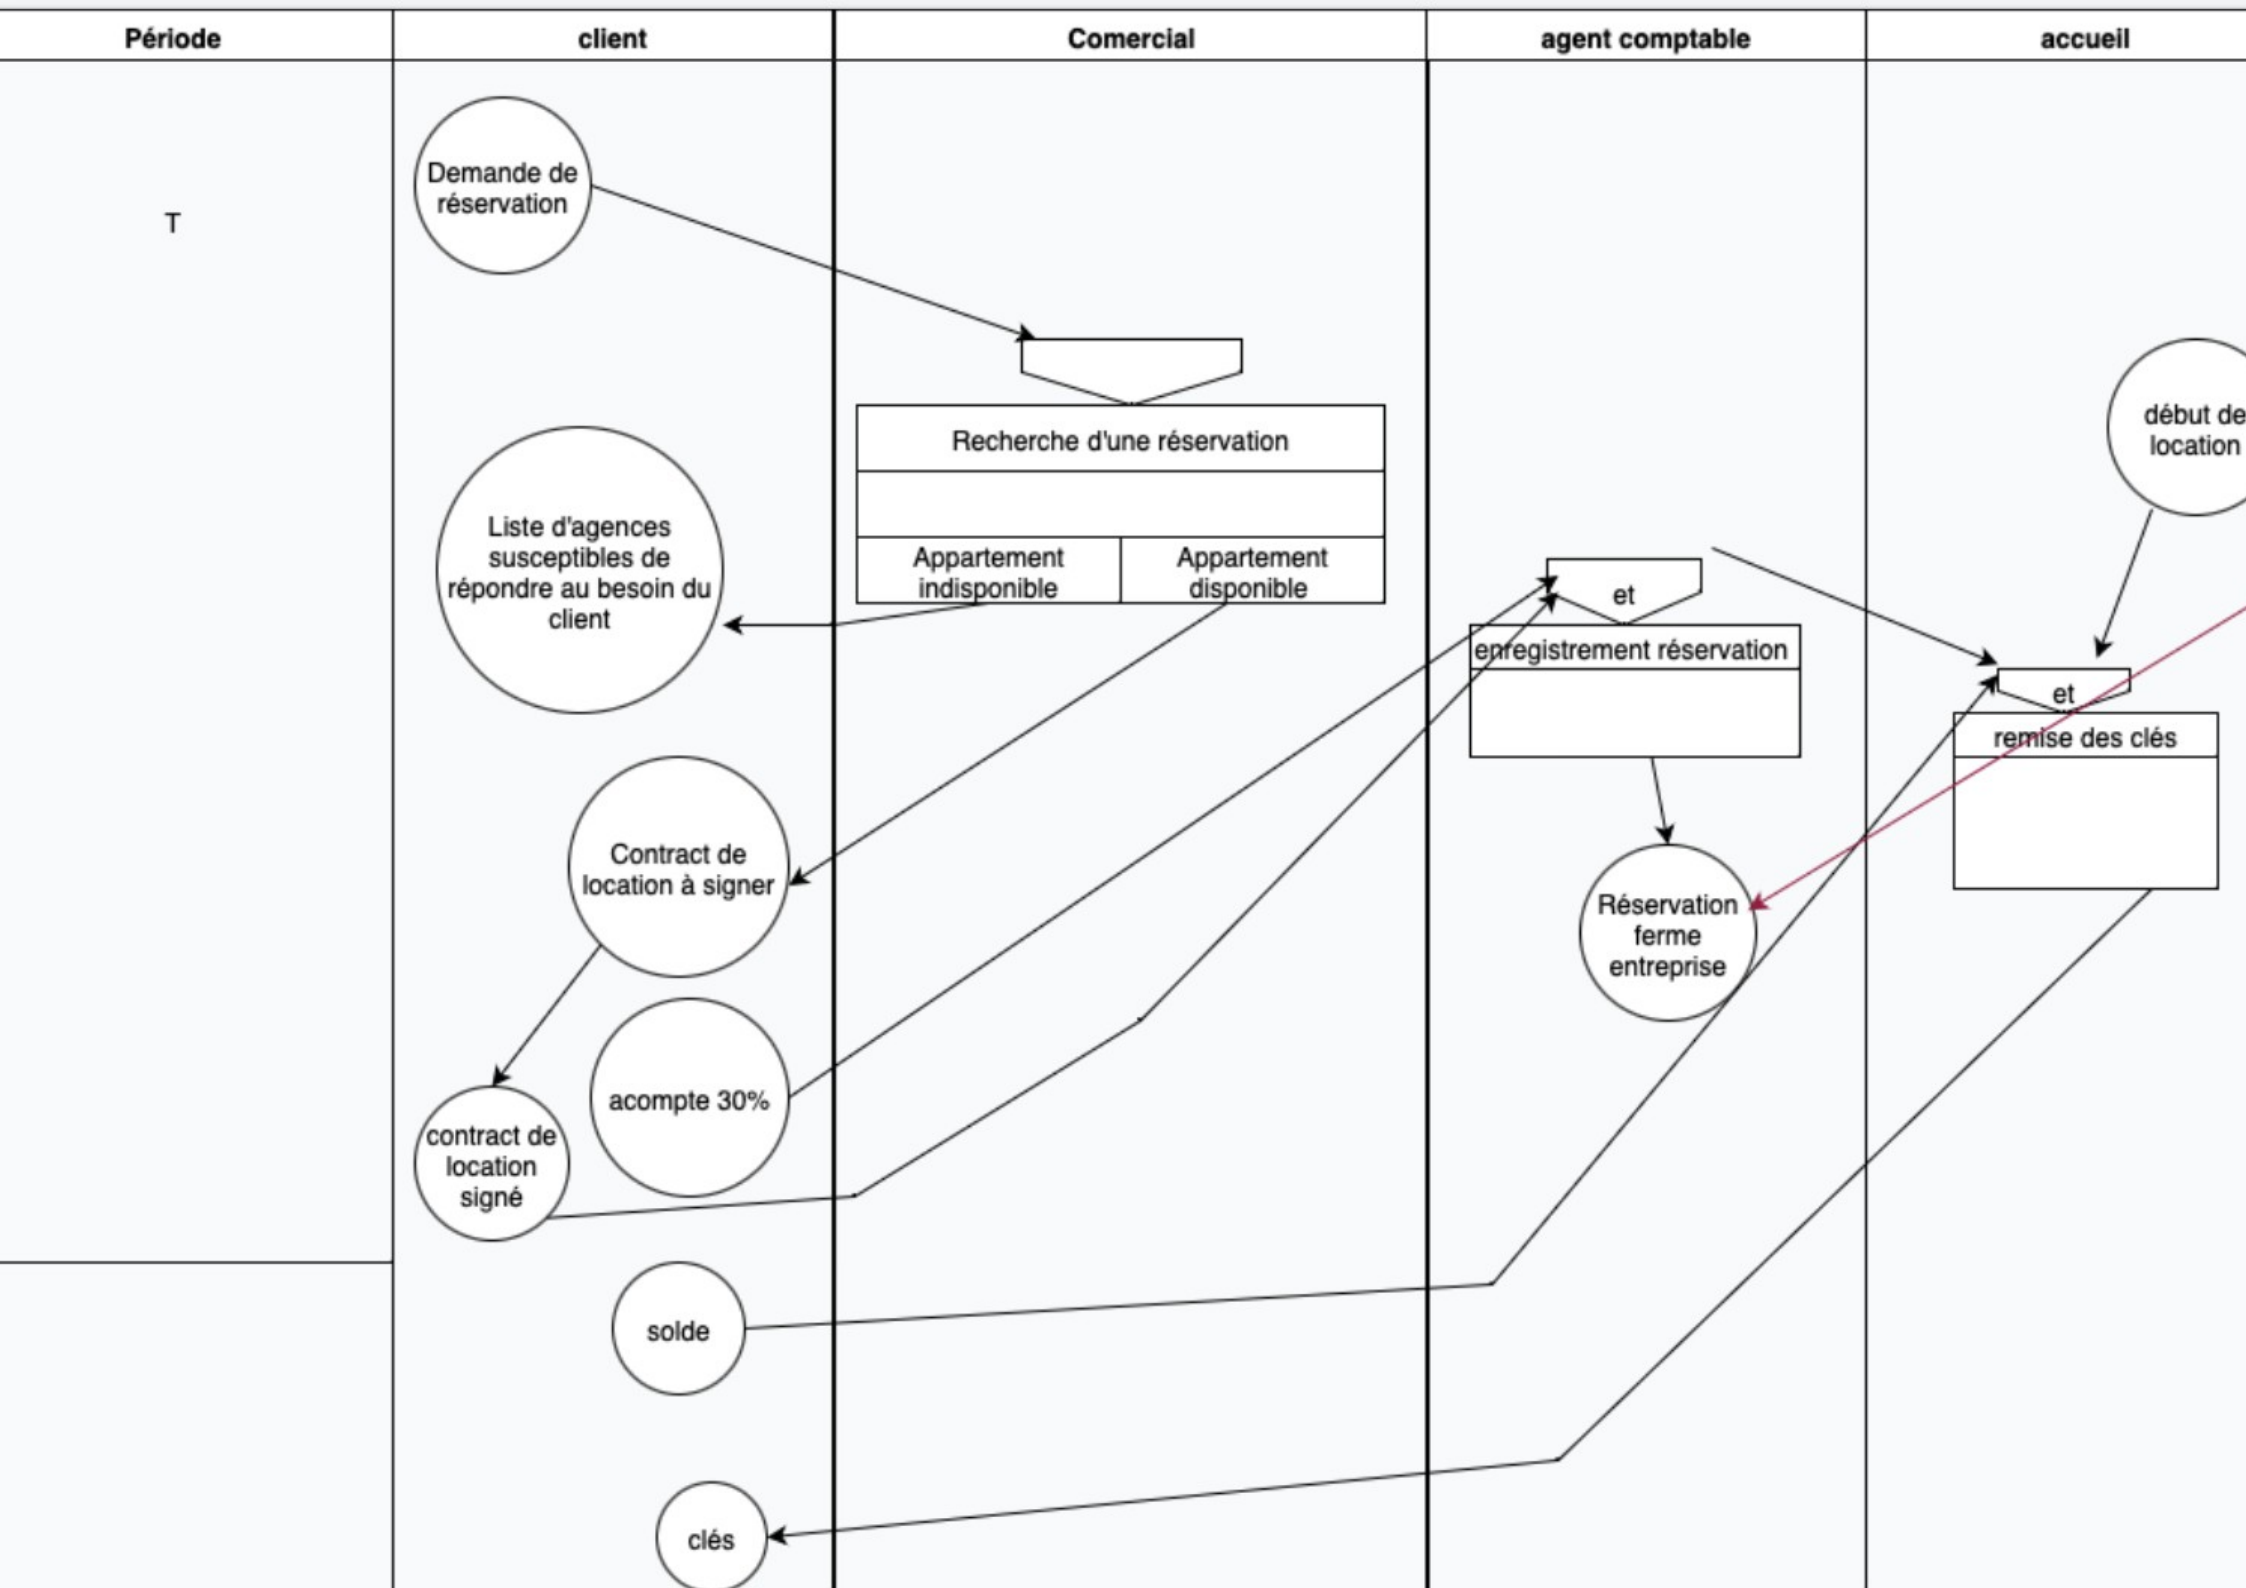 Période
client
Comercial
agent comptable
accueil
T
Demande de
réservation
Recherche d'une réservation
Appartement
indisponible
Appartement
disponible
Liste d'agences
susceptibles de
répondre au besoin du
client
et
enregistrement réservation
début de
location
et
remise des clés
Contract de
location à signer
Réservation
ferme
entreprise
acompte 30%
contract de
location
signé
solde
clés